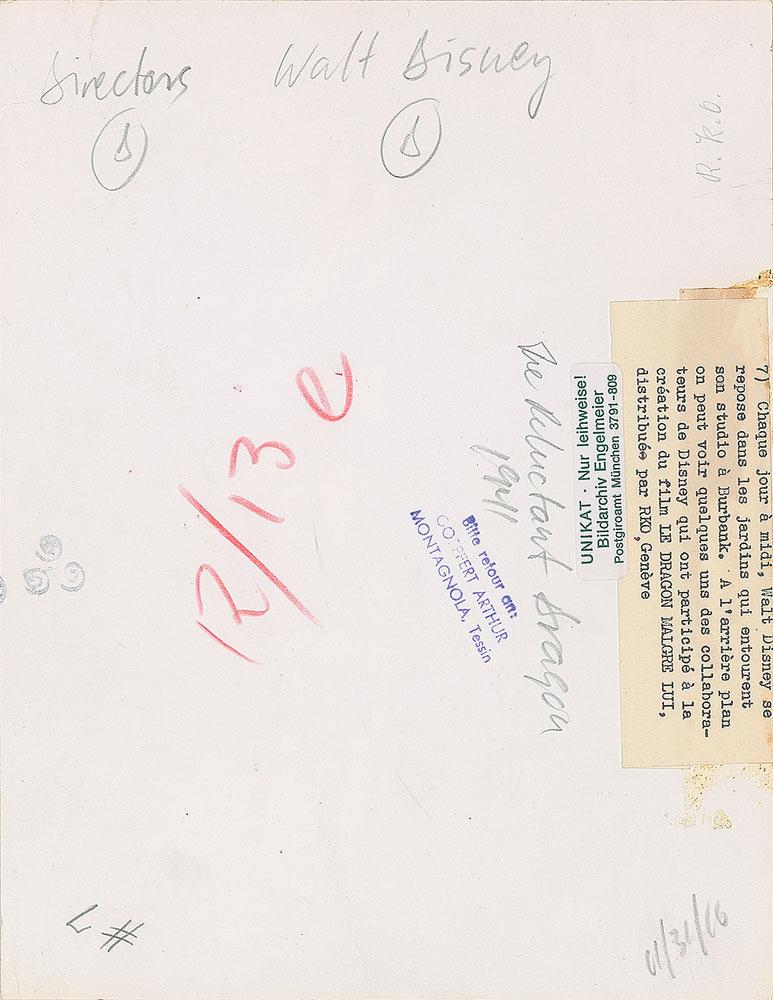 Directors
Walt Disney
D
D
R.K.O.
7) Chaque jour à midi, Walt Disney se
repose dans les jardins qui entourent
son studio à Burbank. A l'arrière plan
on peut voir quelques uns des collabora-
teurs de Disney qui ont participé à la
création du film LE DRAGON MALGRE LUI,
distribuée par RKO, Genève
UNIKAT · Nur leihweise!
Bildarchiv Engelmeier
Postgiroamt München 3791-809
The Reluctant Dragon
1941
Bitte retour an:
GOPFERT ARTHUR
MONTAGNOLA, Tessin
R/13 e
# 7